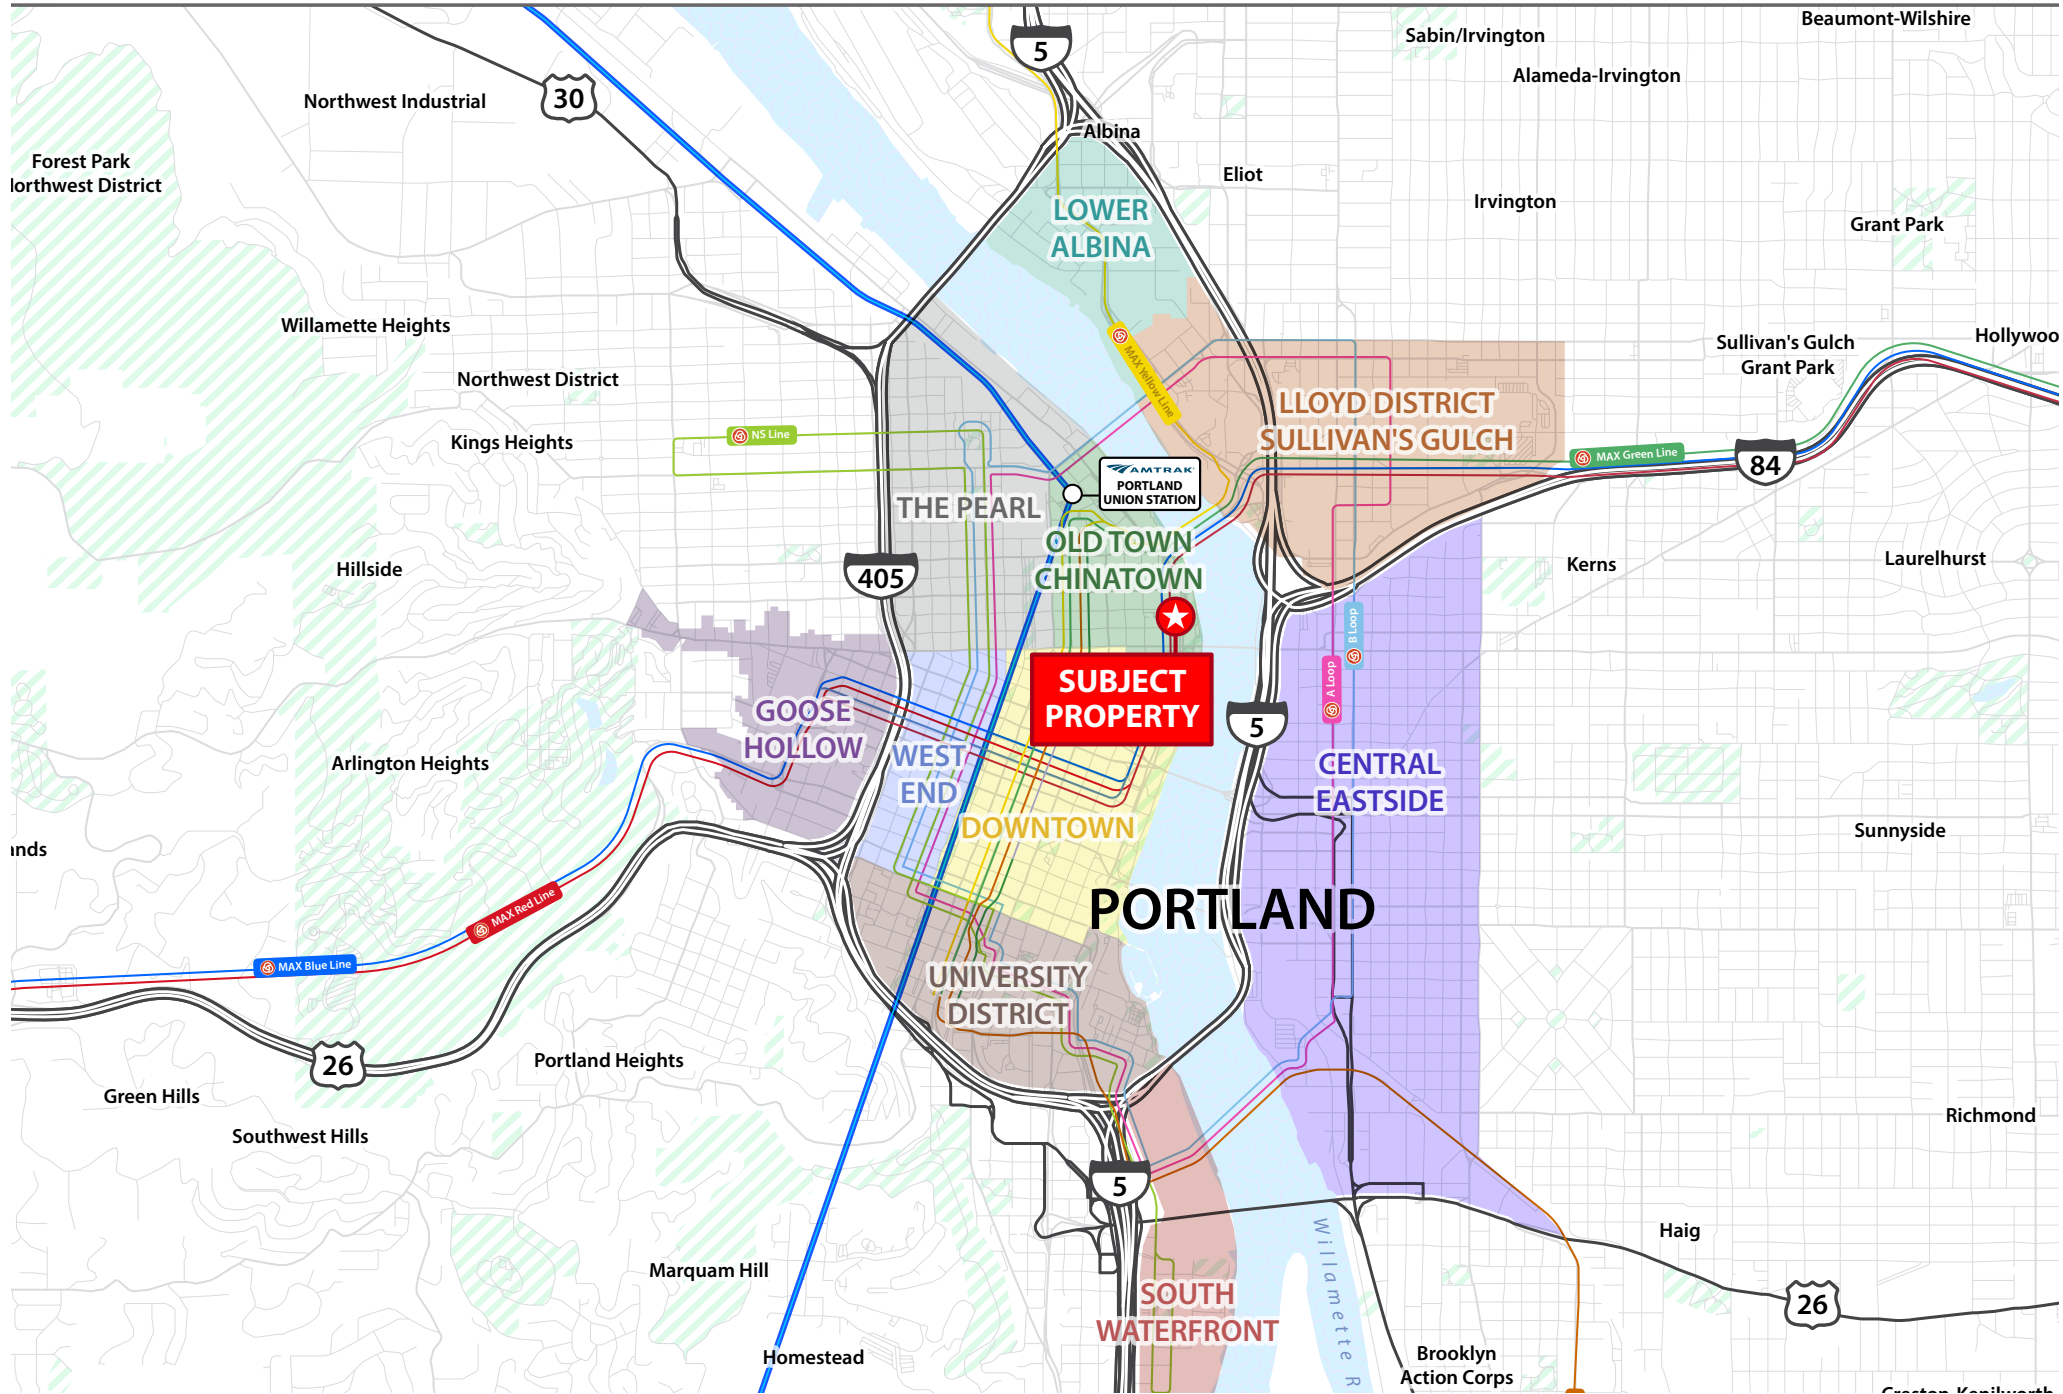 Beaumont-Wilshire
Sabin/Irvington
5
Alameda-Irvington
30
Northwest Industrial
Albina
Forest Park
Northwest District
Eliot
Irvington
LOWER
ALBINA
Grant Park
Willamette Heights
MAX Yellow Line
Sullivan's Gulch
Grant Park
Northwest District
LLOYD DISTRICT
SULLIVAN'S GULCH
NS Line
Kings Heights
MAX Green Line
84
AMTRAK
PORTLAND
UNION STATION
THE PEARL
OLD TOWN
CHINATOWN
Kerns
Laurelhurst
Hillside
405
B Loop
A Loop
SUBJECT
PROPERTY
GOOSE
HOLLOW
5
WEST
END
CENTRAL
EASTSIDE
Arlington Heights
DOWNTOWN
Sunnyside
PORTLAND
MAX Red Line
MAX Blue Line
UNIVERSITY
DISTRICT
26
Portland Heights
Green Hills
Southwest Hills
Richmond
5
Haig
Willamette R
Marquam Hill
SOUTH
WATERFRONT
26
Homestead
Brooklyn
Action Corps